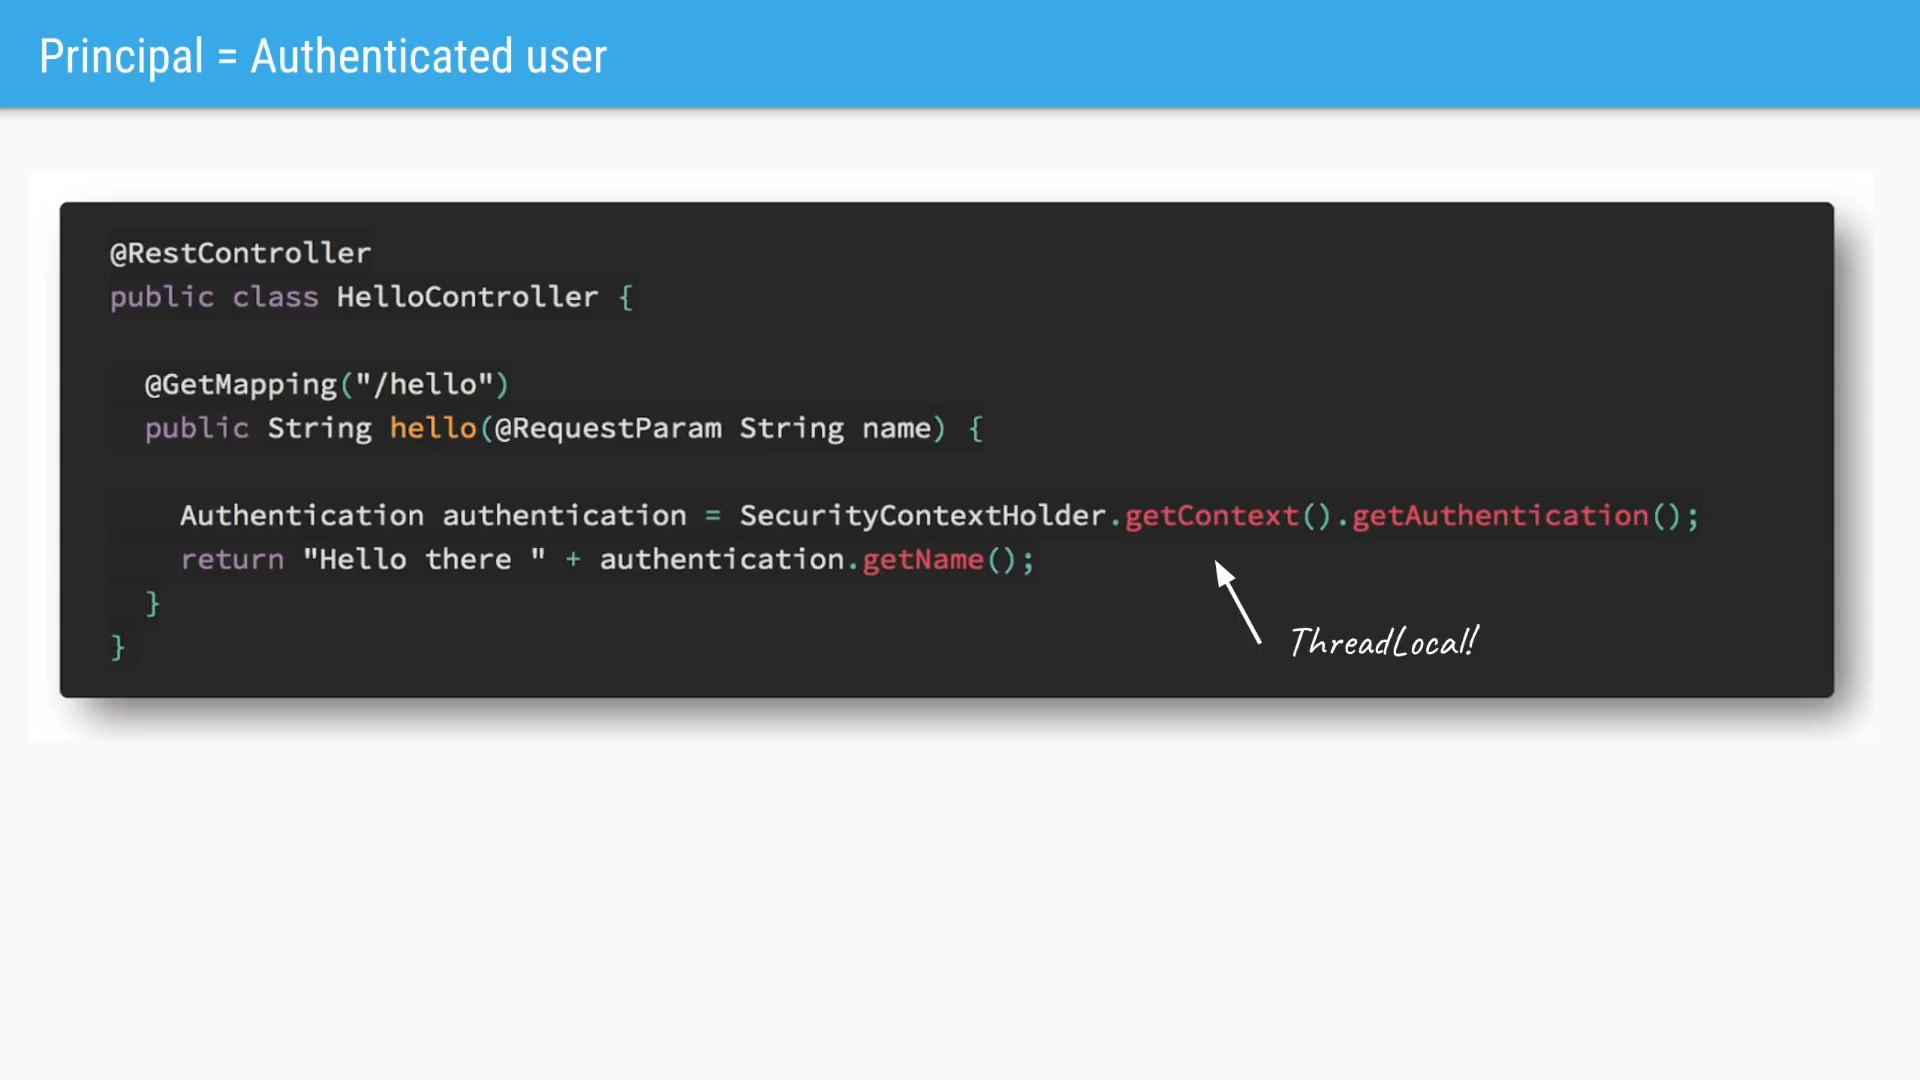 Principal = Authenticated user
@RestController
public class HelloController {
@GetMapping("/hello")
public String hello(@RequestParam String name) {
Authentication authentication = SecurityContextHolder.getContext().getAuthentication();
return "Hello there " + authentication.getName();
}
}
ThreadLocal!